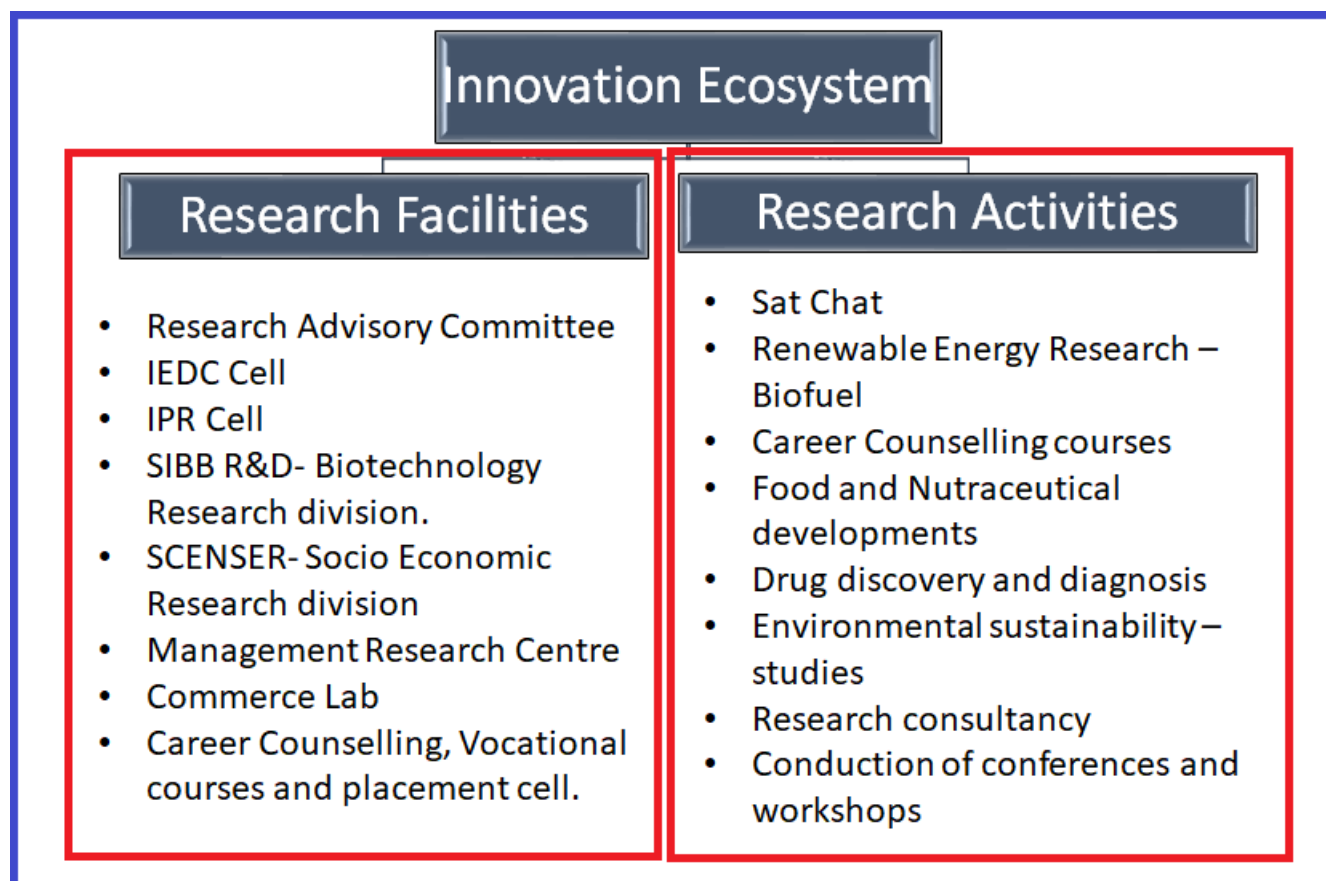 Innovation Ecosystem
Research Facilities
• Research Advisory Committee
• IEDC Cell
• IPR Cell
• SIBB R&D- Biotechnology
Research division.
• SCENSER- Socio Economic
Research division
• Management Research Centre
• Commerce Lab
• Career Counselling, Vocational
courses and placement cell.
Research Activities
• Sat Chat
• Renewable Energy Research –
Biofuel
• Career Counselling courses
• Food and Nutraceutical
developments
• Drug discovery and diagnosis
• Environmental sustainability –
studies
• Research consultancy
• Conduction of conferences and
workshops